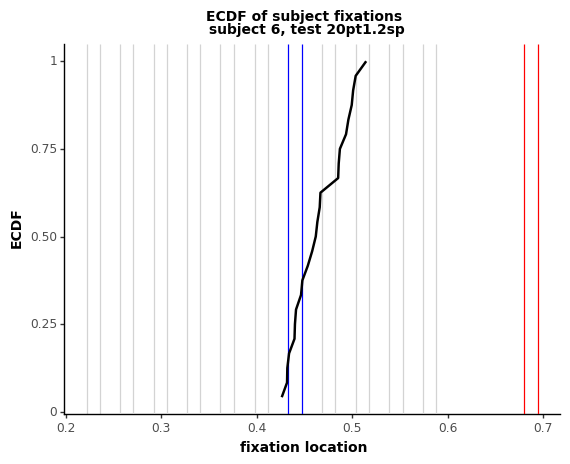 ECDF of subject fixations
subject 6, test 20pt1.2sp
1
0.75
0.50
0.25
0
ECDF
0.2 0.3 0.4 0.5 0.6 0.7
fixation location